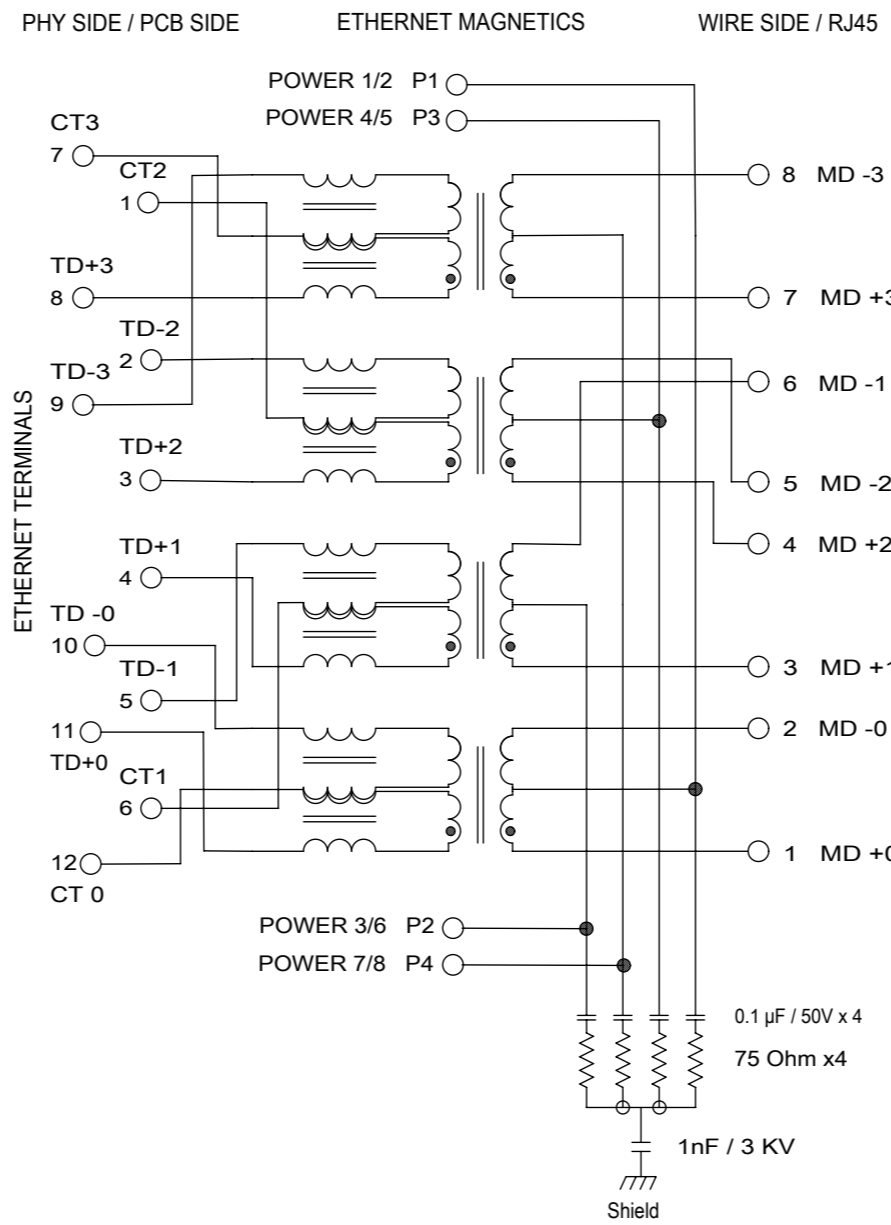 PHY SIDE / PCB SIDE
ETHERNET MAGNETICS
WIRE SIDE / RJ45
POWER 1/2 P1
POWER 4/5 P3
CT3
7
CT2
1
8 MD -3
TD+3
8
7 MD +3
TD-2
2
TD-3
9
6 MD -1
ETHERNET TERMINALS
TD+2
3
5 MD -2
4 MD +2
TD+1
4
TD -0
10
TD-1
5
3 MD +1
11
TD+0
2 MD -0
CT1
6
12
CT 0
1 MD +0
POWER 3/6 P2
POWER 7/8 P4
0.1 µF / 50V x 4
75 Ohm x4
1nF / 3 KV
Shield